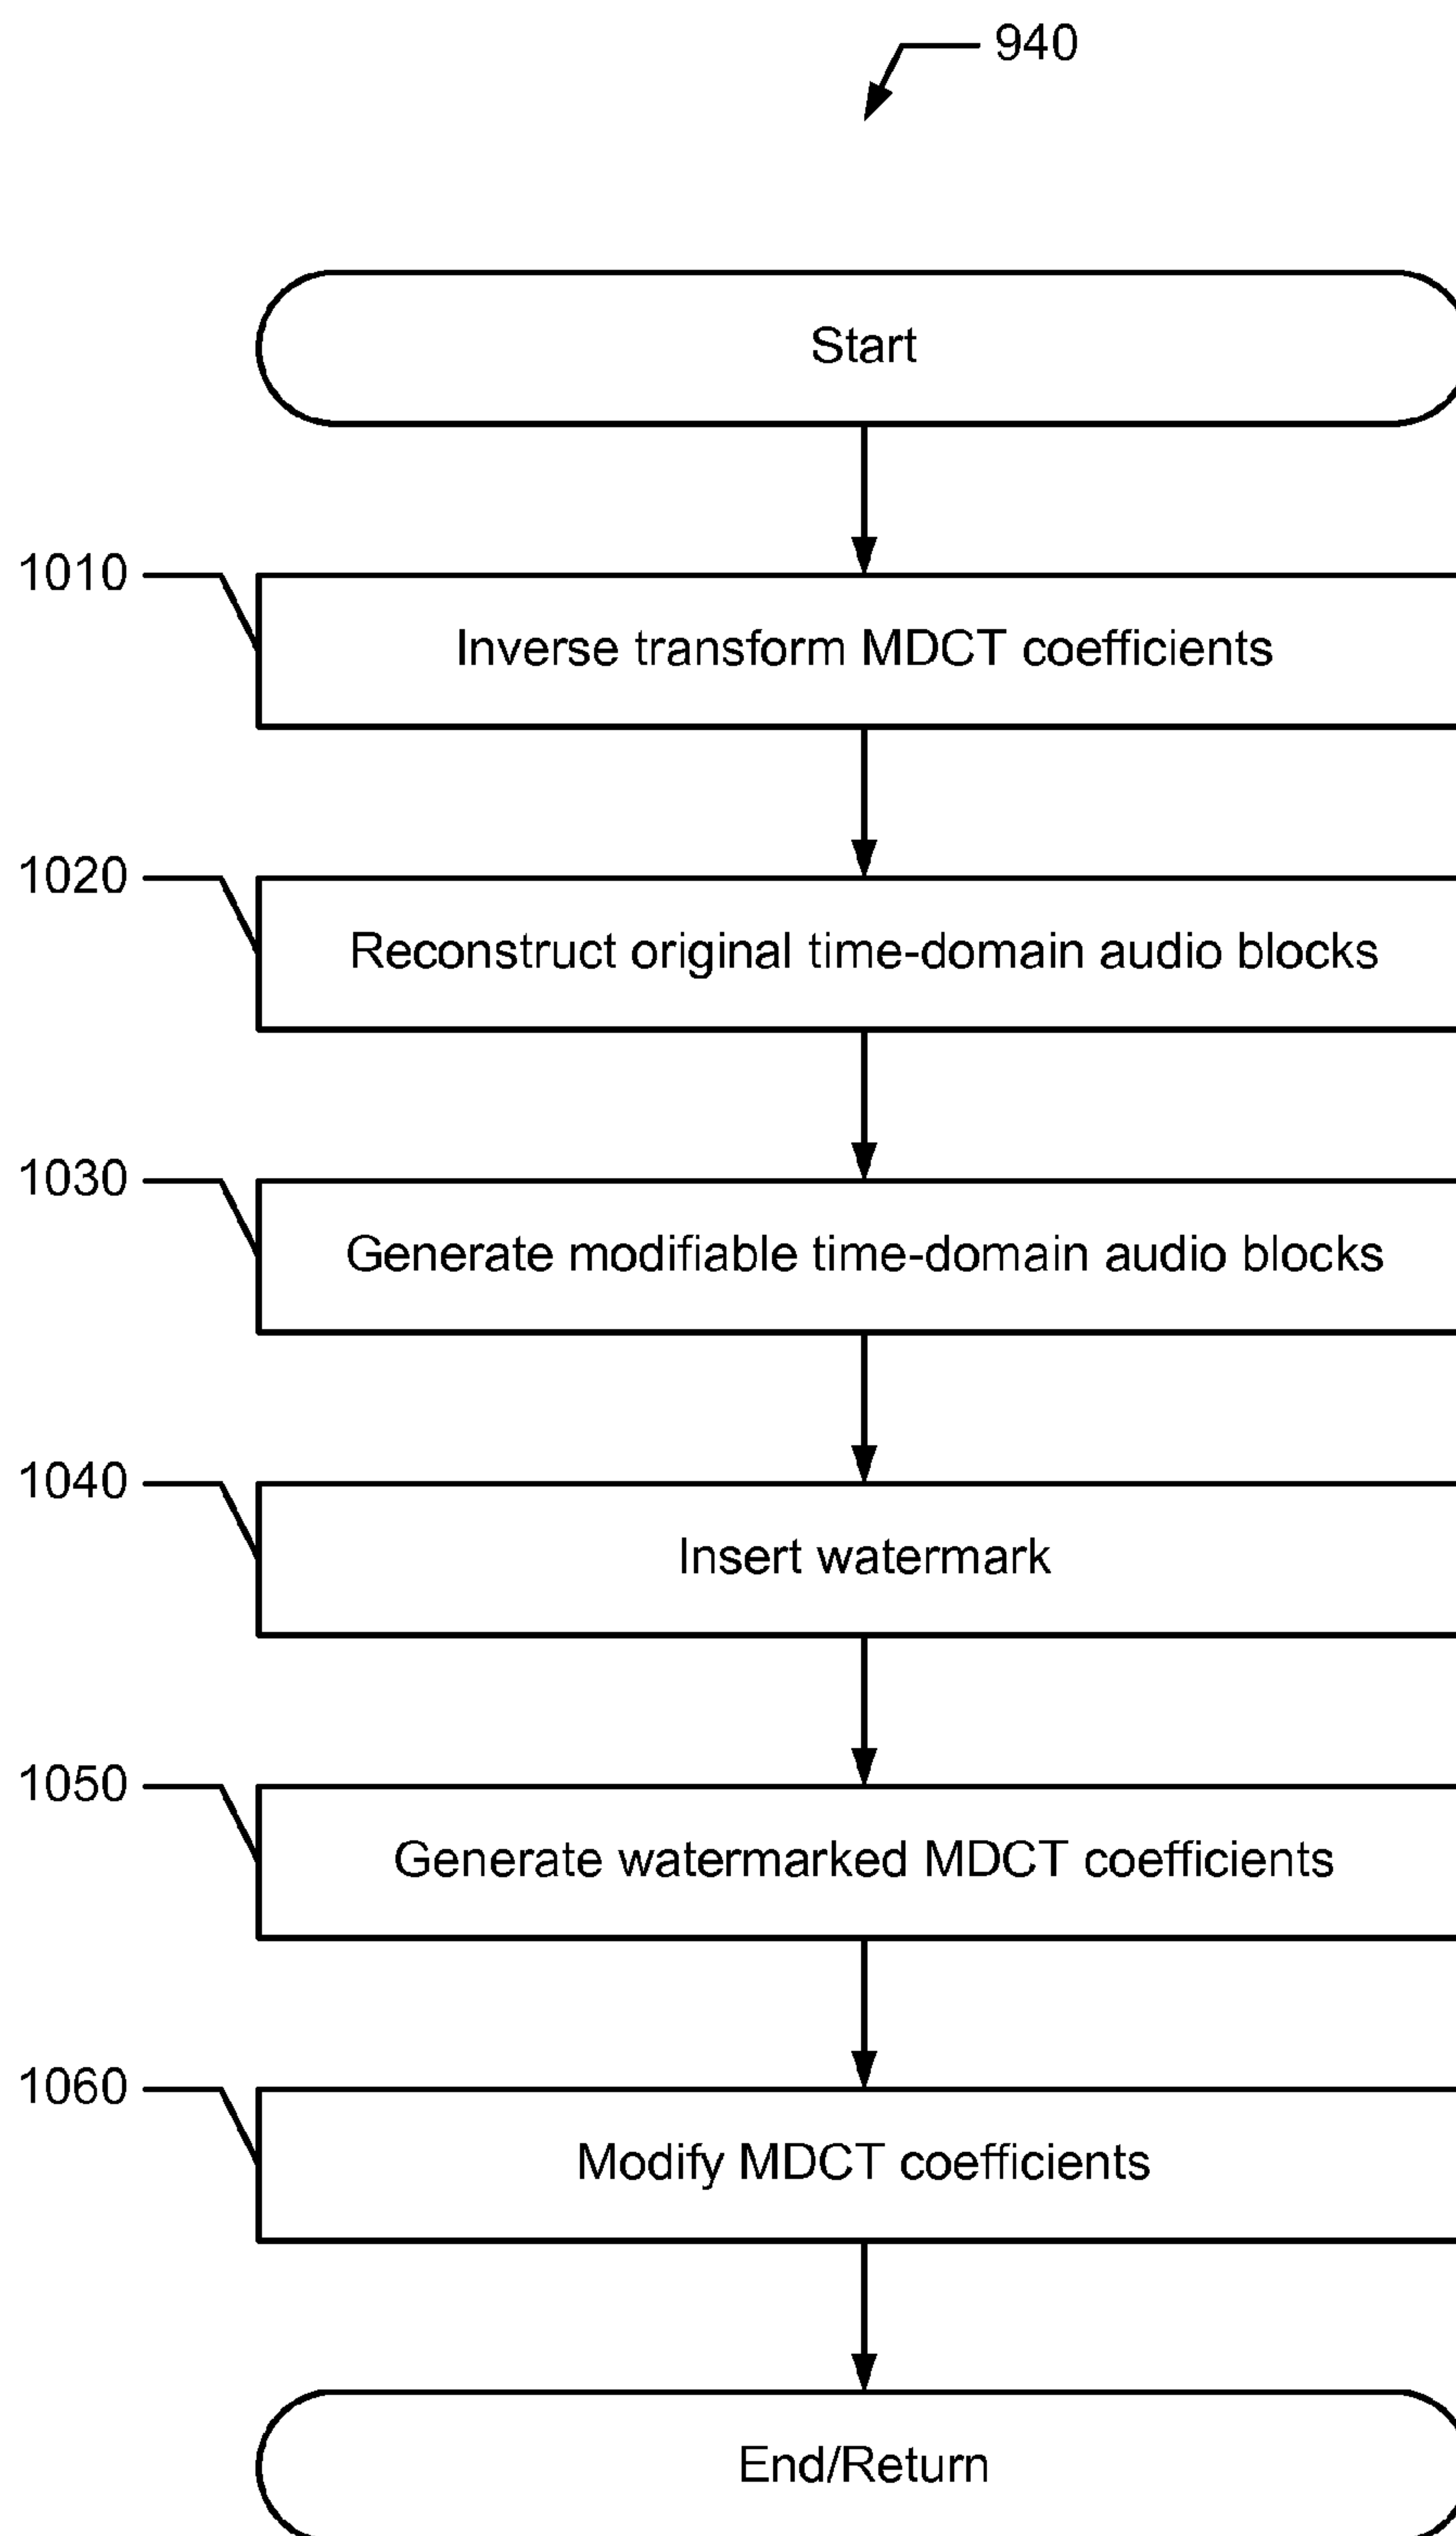 940
Start
1010
Inverse transform MDCT coefficients
1020
Reconstruct original time-domain audio blocks
1030
Generate modifiable time-domain audio blocks
1040
Insert watermark
1050
Generate watermarked MDCT coefficients
1060
Modify MDCT coefficients
End/Return